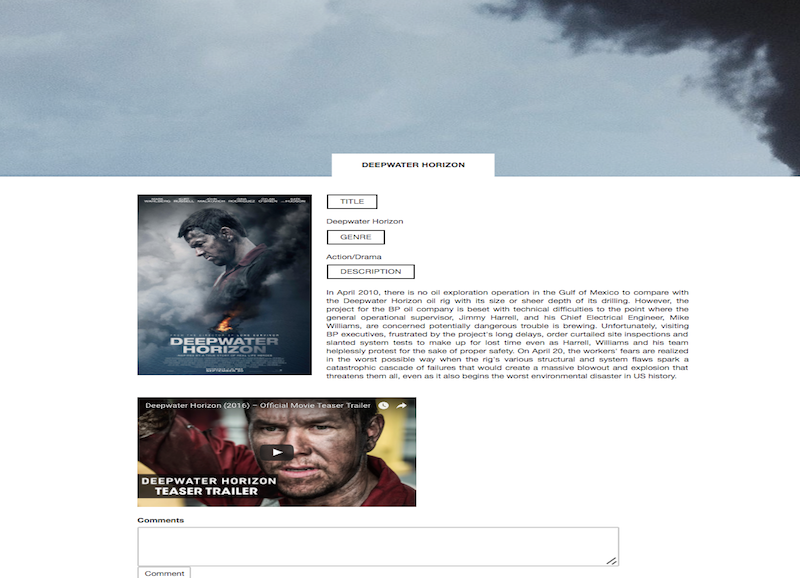 DEEPWATER HORIZON
TITLE
Deepwater Horizon
GENRE
Action/Drama
DESCRIPTION
In April 2010, there is no oil exploration operation in the Gulf of Mexico to compare with
the Deepwater Horizon oil rig with its size or sheer depth of its drilling. However, the
project for the BP oil company is beset with technical difficulties to the point where the
general operational supervisor, Jimmy Harrell, and his Chief Electrical Engineer, Mike
Williams, are concerned potentially dangerous trouble is brewing. Unfortunately, visiting
BP executives, frustrated by the project's long delays, order curtailed site inspections and
slanted system tests to make up for lost time even as Harrell, Williams and his team
helplessly protest for the sake of proper safety. On April 20, the workers' fears are realized
in the worst possible way when the rig's various structural and system flaws spark a
catastrophic cascade of failures that would create a massive blowout and explosion that
threatens them all, even as it also begins the worst environmental disaster in US history.
DEEPWATER
HORIZON
Deepwater Horizon (2016) – Official Movie Teaser Trailer
DEEPWATER HORIZON
TEASER TRAILER
Comments
Comment